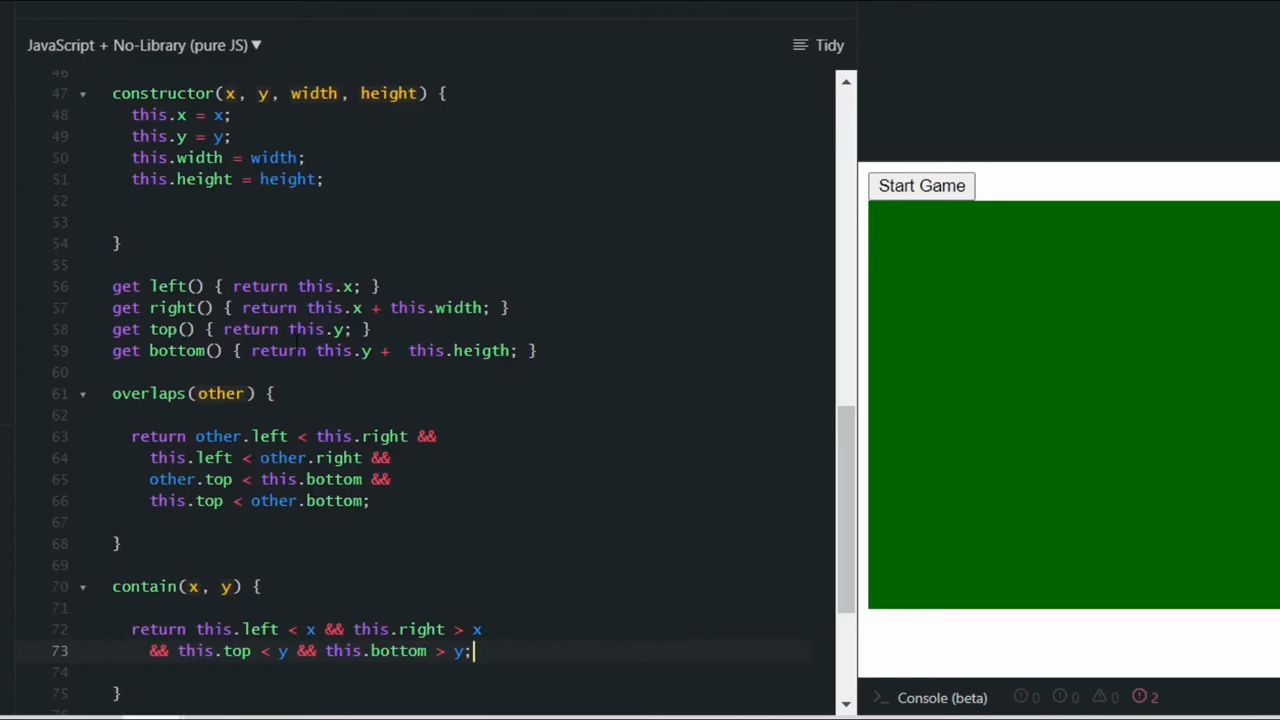 JavaScript + No-Library (pure JS) ▼
Tidy
46
47 constructor(x, y, width, height) {
48 this.x = x;
49 this.y = y;
50 this.width = width;
51 this.height = height;
52
53
54 }
55
56 get left() { return this.x; }
57 get right() { return this.x + this.width; }
58 get top() { return this.y; }
59 get bottom() { return this.y +  this.heigth; }
60
61 overlaps(other) {
62
63 return other.left < this.right &&
64 this.left < other.right &&
65 other.top < this.bottom &&
66 this.top < other.bottom;
67
68 }
69
70 contain(x, y) {
71
72 return this.left < x && this.right > x
73 && this.top < y && this.bottom > y;
74
75 }
76
Start Game
>_ Console (beta) 0 0 0 2